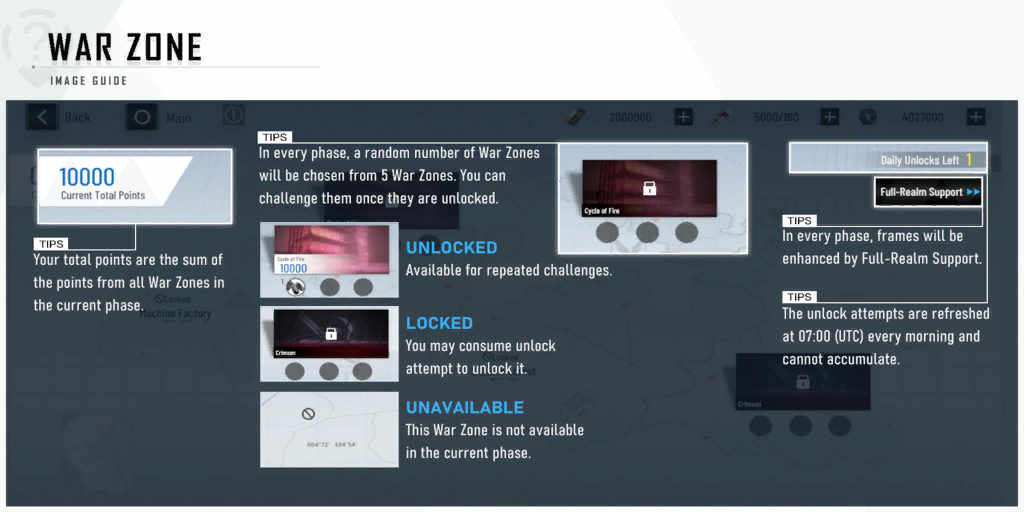 WAR ZONE
IMAGE GUIDE
Back
Main
2000000
5000/160
4027000
10000
Current Total Points
TIPS
Your total points are the sum of
the points from all War Zones in
the current phase.
Locked
Machine Factory
TIPS
In every phase, a random number of War Zones
will be chosen from 5 War Zones. You can
challenge them once they are unlocked.
Cycle of Fire
Cycle of Fire
10000
UNLOCKED
Available for repeated challenges.
Crimson
LOCKED
You may consume unlock
attempt to unlock it.
Locked
N64°72' E94°54'
UNAVAILABLE
This War Zone is not available
in the current phase.
Daily Unlocks Left 1
Full-Realm Support
TIPS
In every phase, frames will be
enhanced by Full-Realm Support.
TIPS
The unlock attempts are refreshed
at 07:00 (UTC) every morning and
cannot accumulate.
Crimson